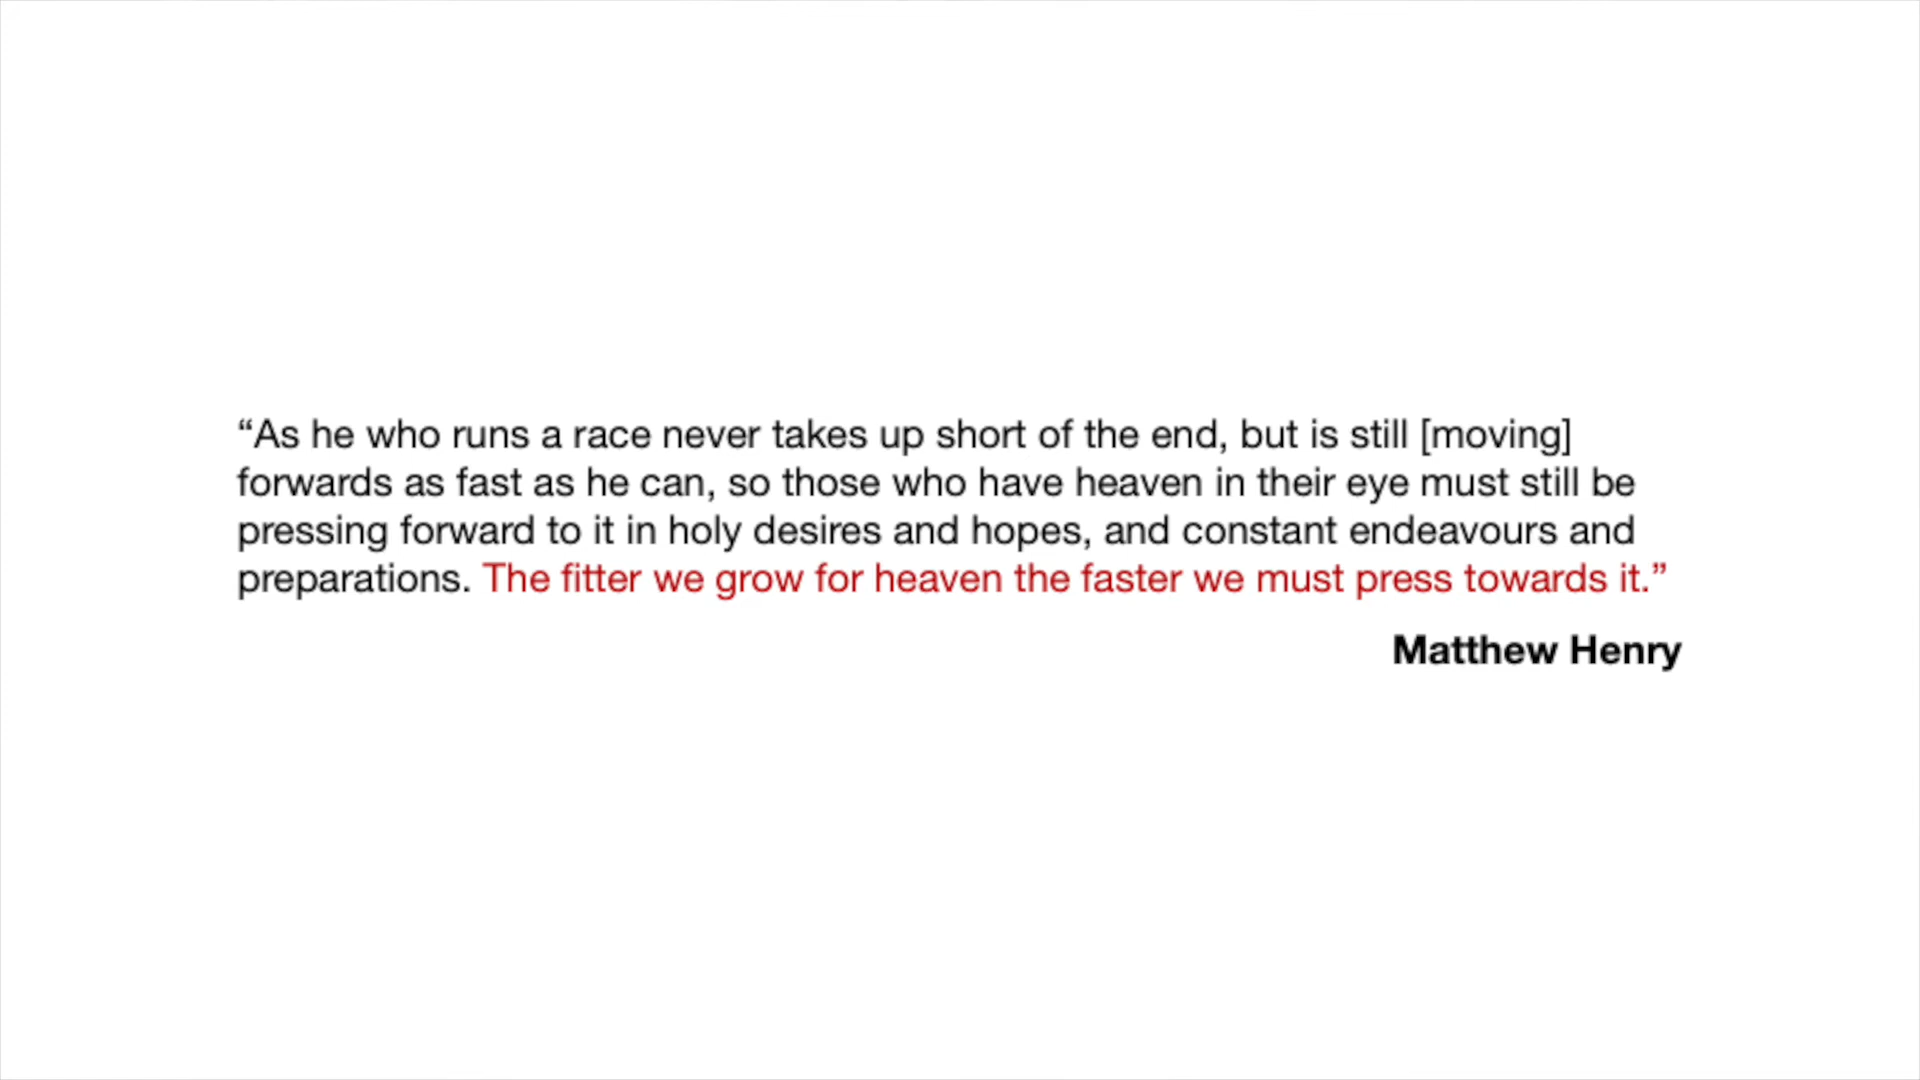 “As he who runs a race never takes up short of the end, but is still [moving]
forwards as fast as he can, so those who have heaven in their eye must still be
pressing forward to it in holy desires and hopes, and constant endeavours and
preparations. The fitter we grow for heaven the faster we must press towards it.”
Matthew Henry